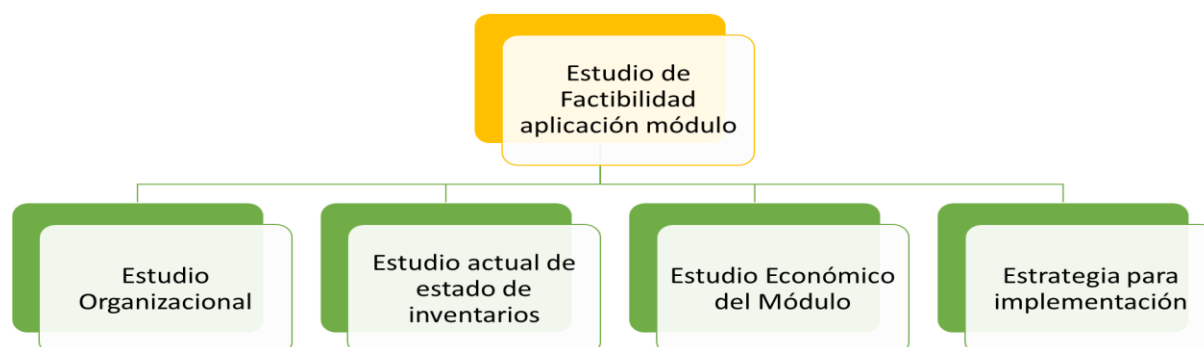 Estudio de
Factibilidad
aplicación módulo
Estudio
Organizacional
Estudio actual de
estado de
inventarios
Estudio Económico
del Módulo
Estrategia para
implementación